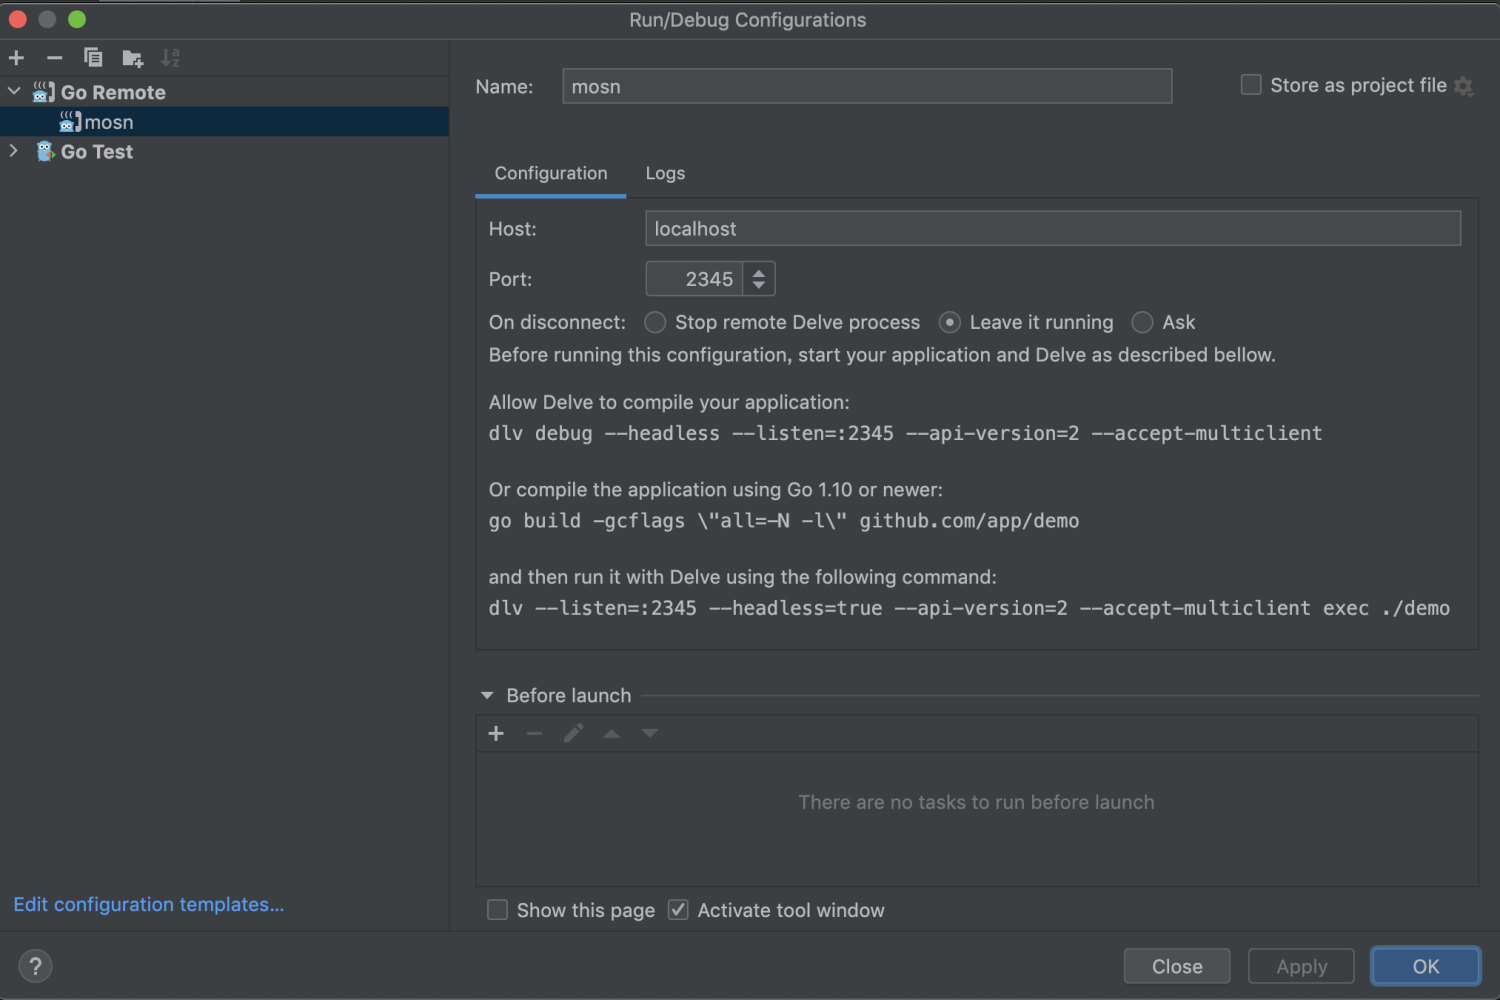 Run/Debug Configurations
Go Remote
mosn
Go Test
Name: mosn
Store as project file
Configuration Logs
Host: localhost
Port: 2345
On disconnect: Stop remote Delve process Leave it running Ask
Before running this configuration, start your application and Delve as described bellow.
Allow Delve to compile your application:
dlv debug --headless --listen=:2345 --api-version=2 --accept-multiclient
Or compile the application using Go 1.10 or newer:
go build -gcflags \"all=-N -l\" github.com/app/demo
and then run it with Delve using the following command:
dlv --listen=:2345 --headless=true --api-version=2 --accept-multiclient exec ./demo
Before launch
There are no tasks to run before launch
Edit configuration templates...
Show this page Activate tool window
? Close Apply OK